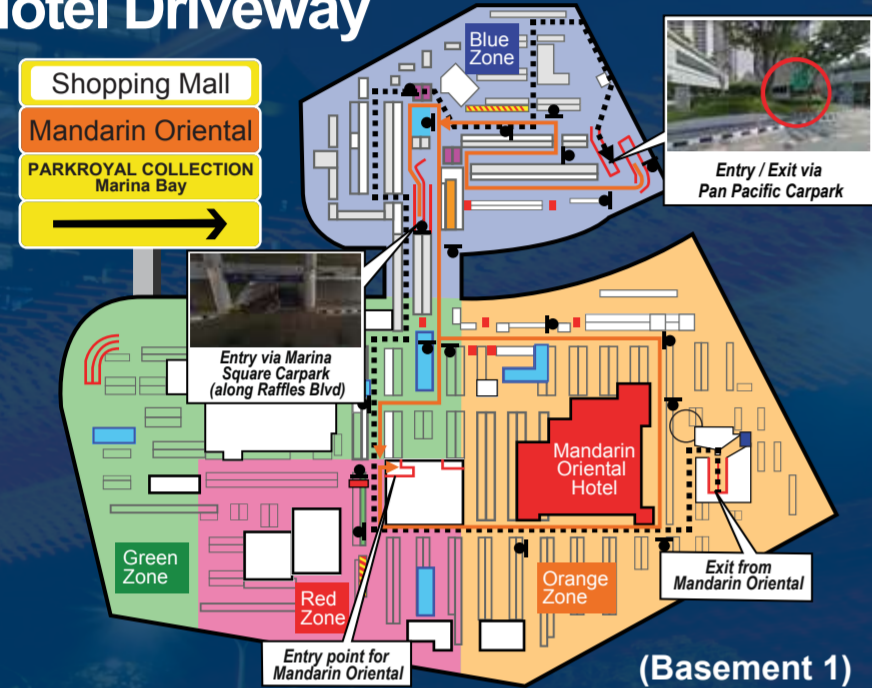 Hotel Driveway
Shopping Mall
Mandarin Oriental
PARKROYAL COLLECTION
Marina Bay
Blue
Zone
Entry / Exit via
Pan Pacific Carpark
Entry via Marina
Square Carpark
(along Raffles Blvd)
Mandarin
Oriental
Hotel
Green
Zone
Red
Zone
Orange
Zone
Exit from
Mandarin Oriental
Entry point for
Mandarin Oriental
(Basement 1)